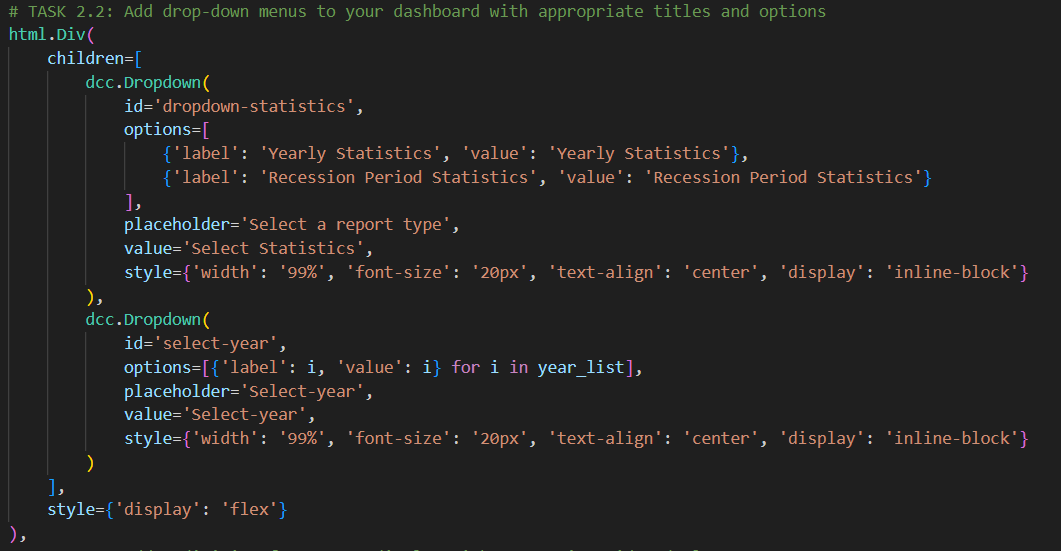 # TASK 2.2: Add drop-down menus to your dashboard with appropriate titles and options
html.Div(
    children=[
        dcc.Dropdown(
            id='dropdown-statistics',
            options=[
                {'label': 'Yearly Statistics', 'value': 'Yearly Statistics'},
                {'label': 'Recession Period Statistics', 'value': 'Recession Period Statistics'}
            ],
            placeholder='Select a report type',
            value='Select Statistics',
            style={'width': '99%', 'font-size': '20px', 'text-align': 'center', 'display': 'inline-block'}
        ),
        dcc.Dropdown(
            id='select-year',
            options=[{'label': i, 'value': i} for i in year_list],
            placeholder='Select-year',
            value='Select-year',
            style={'width': '99%', 'font-size': '20px', 'text-align': 'center', 'display': 'inline-block'}
        )
    ],
    style={'display': 'flex'}
),